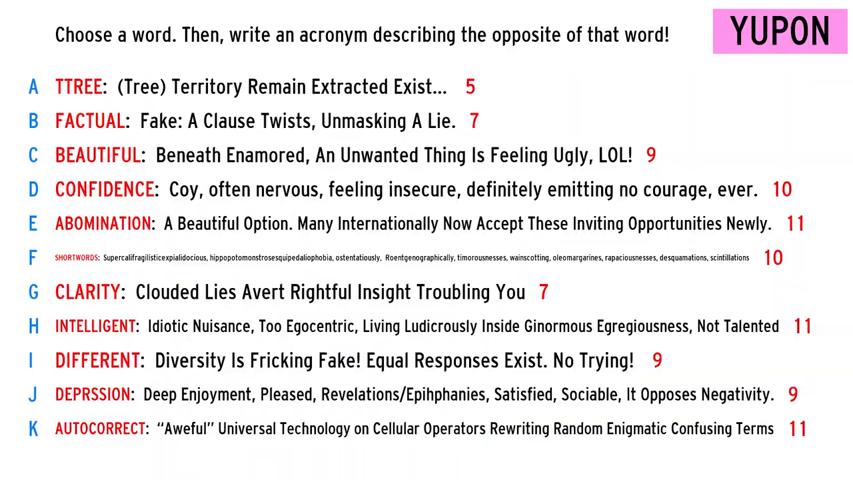 Choose a word. Then, write an acronym describing the opposite of that word!
YUPON
A TTREE: (Tree) Territory Remain Extracted Exist... 5
B FACTUAL: Fake: A Clause Twists, Unmasking A Lie. 7
C BEAUTIFUL: Beneath Enamored, An Unwanted Thing Is Feeling Ugly, LOL! 9
D CONFIDENCE: Coy, often nervous, feeling insecure, definitely emitting no courage, ever. 10
E ABOMINATION: A Beautiful Option. Many Internationally Now Accept These Inviting Opportunities Newly. 11
F SHORTWORDS: Supercalifragilisticexpialidocious, hippopotomonstrosesquipedaliophobia, ostentatiously, Roentgenographically, timorousnesses, wainscotting, oleomargarines, rapaciousnesses, desquamations, scintillations 10
G CLARITY: Clouded Lies Avert Rightful Insight Troubling You 7
H INTELLIGENT: Idiotic Nuisance, Too Egocentric, Living Ludicrously Inside Ginormous Egregiousness, Not Talented 11
I DIFFERENT: Diversity Is Fricking Fake! Equal Responses Exist. No Trying! 9
J DEPRSSION: Deep Enjoyment, Pleased, Revelations/Epihphanies, Satisfied, Sociable, It Opposes Negativity. 9
K AUTOCORRECT: “Aweful” Universal Technology on Cellular Operators Rewriting Random Enigmatic Confusing Terms 11